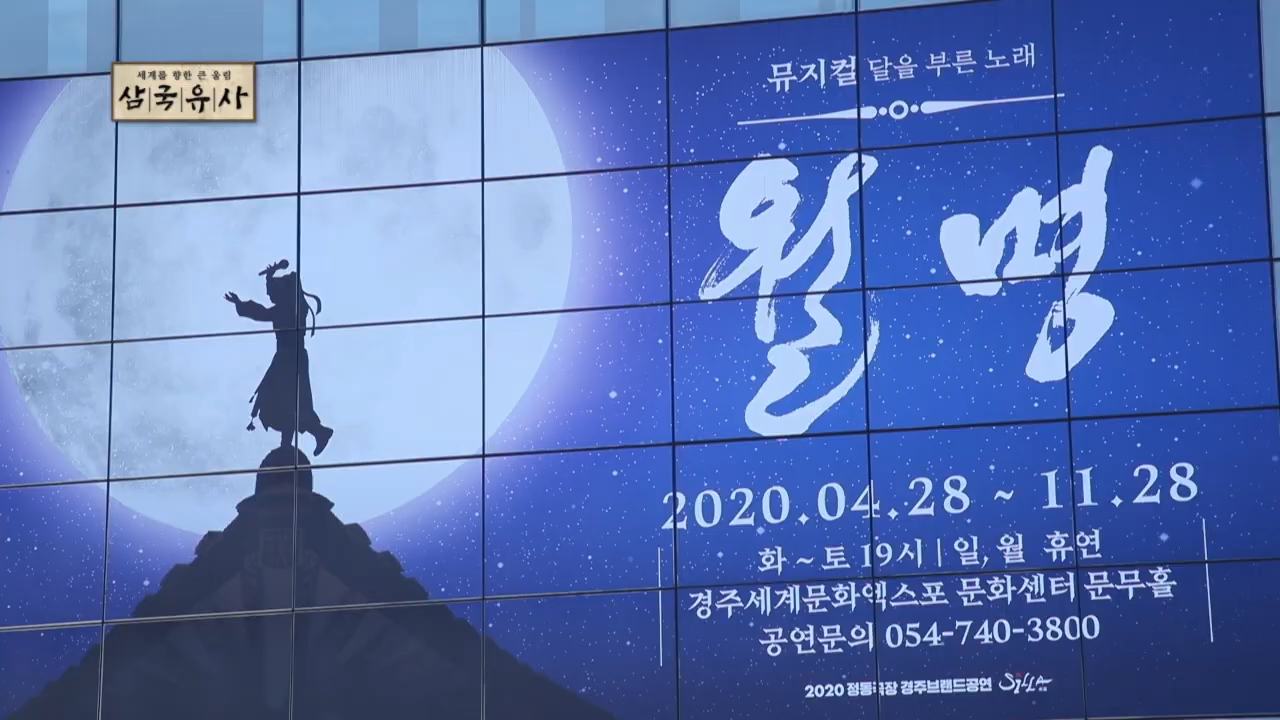 세계를 향한 큰 울림
삼국유사
뮤지컬 달을 부른 노래
월명
2020.04.28 ~ 11.28
화 ~ 토 19시 | 일, 월 휴연
경주세계문화엑스포 문화센터 문무홀
공연문의 054-740-3800
2020 정동극장 경주브랜드공연 SILLA